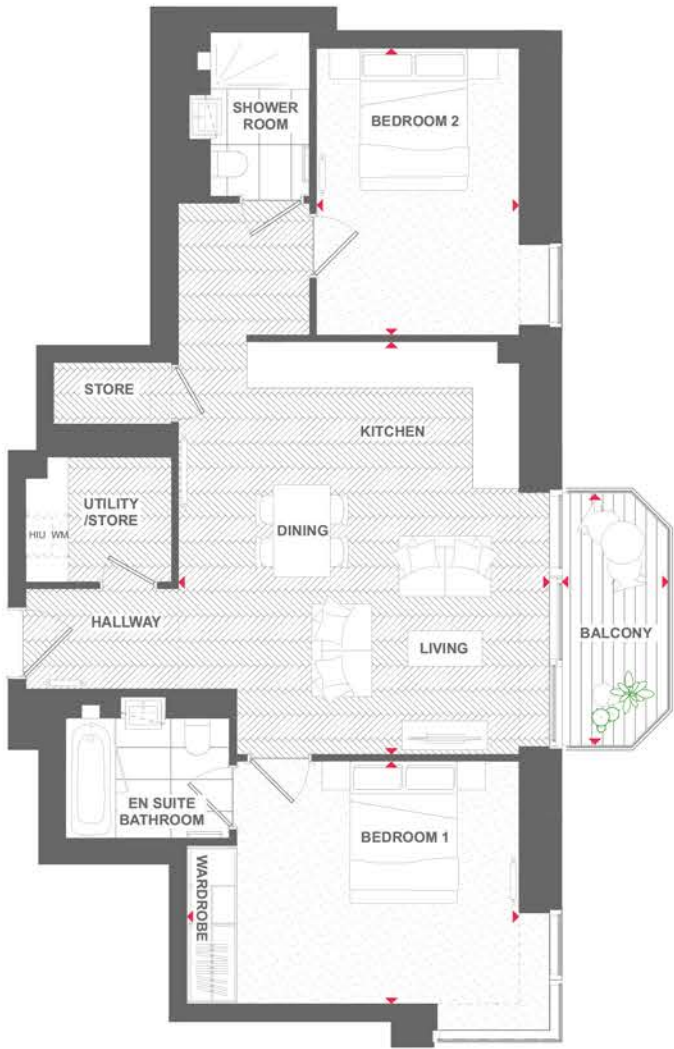 SHOWER
ROOM
BEDROOM 2
STORE
KITCHEN
UTILITY
/STORE
HIU WM
DINING
HALLWAY
LIVING
BALCONY
EN SUITE
BATHROOM
BEDROOM 1
WARDROBE